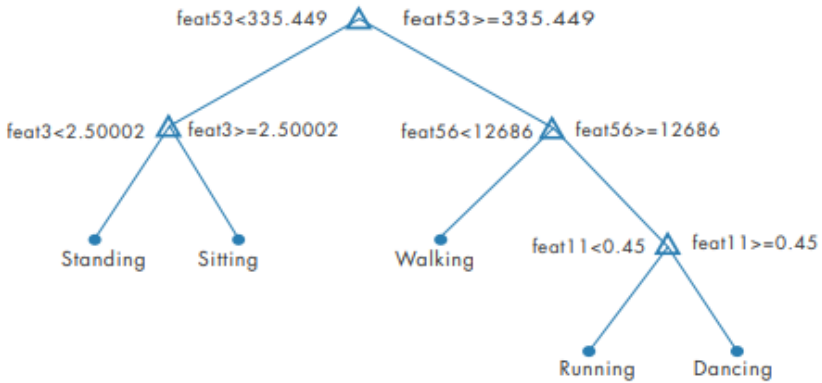 feat53<335.449 feat53>=335.449
feat3<2.50002 feat3>=2.50002 feat56<12686 feat56>=12686
Standing Sitting Walking feat11<0.45 feat11>=0.45
Running Dancing